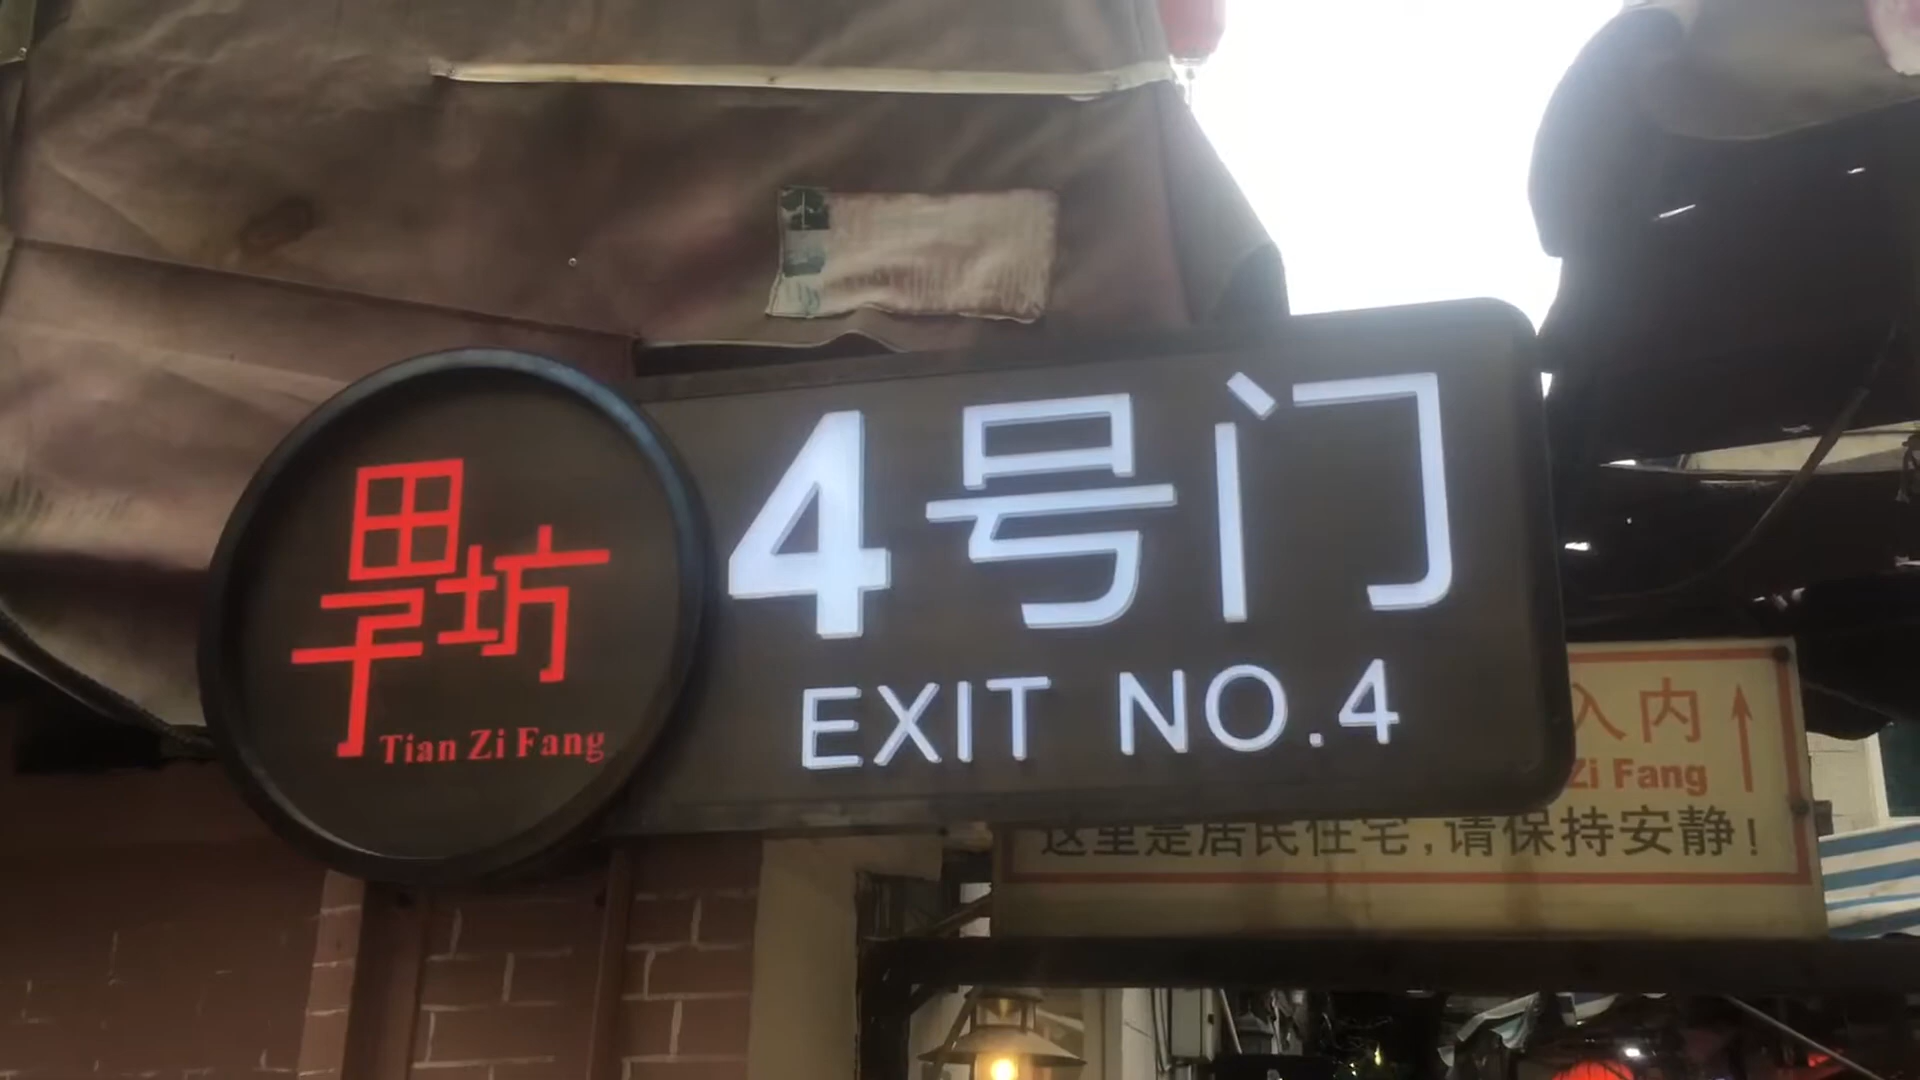 田子坊
Tian Zi Fang
4号门
EXIT NO.4
入内
Zi Fang
这里是居民住宅,请保持安静!